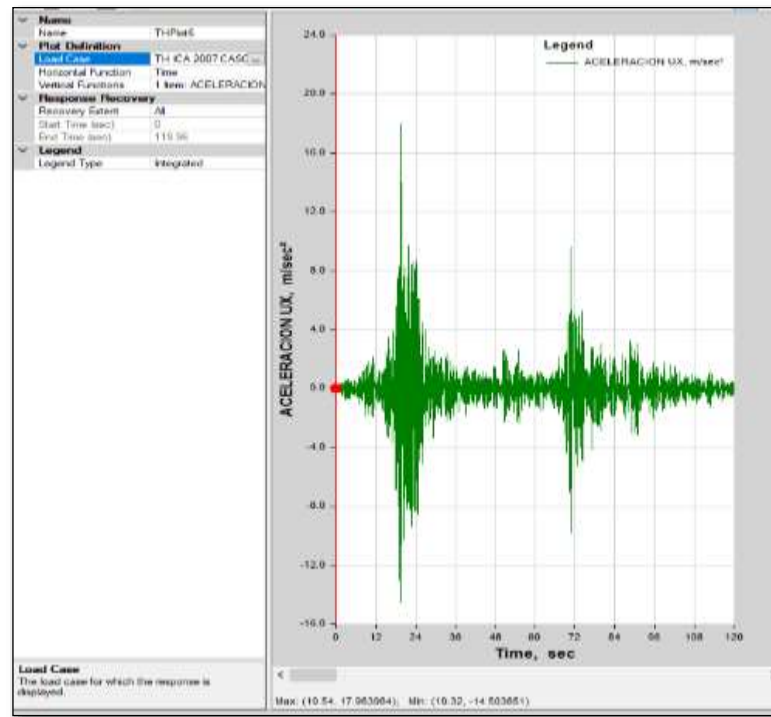 Name
Name THPlot6
Plot Definition
Load Case TH ICA 2007 CASC ...
Horizontal Function Time
Vertical Functions 1 Item: ACELERACION
Response Recovery
Recovery Extent All
Start Time (sec) 0
End Time (sec) 119.96
Legend
Legend Type Integrated
Load Case
The load case for which the response is
displayed.
Legend
ACELERACION UX, m/sec²
ACELERACION UX, m/sec²
24.0
20.0
16.0
12.0
8.0
4.0
0.0
-4.0
-8.0
-12.0
-16.0
0 12 24 36 48 60 72 84 96 108 120
Time, sec
Max: (19.54, 17.963964); Min: (19.32, -14.503651)